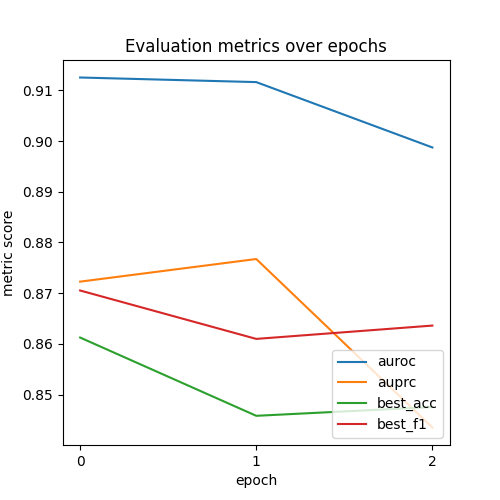 Evaluation metrics over epochs
metric score
0.91
0.90
0.89
0.88
0.87
0.86
0.85
auroc
auprc
best_acc
best_f1
0
1
2
epoch